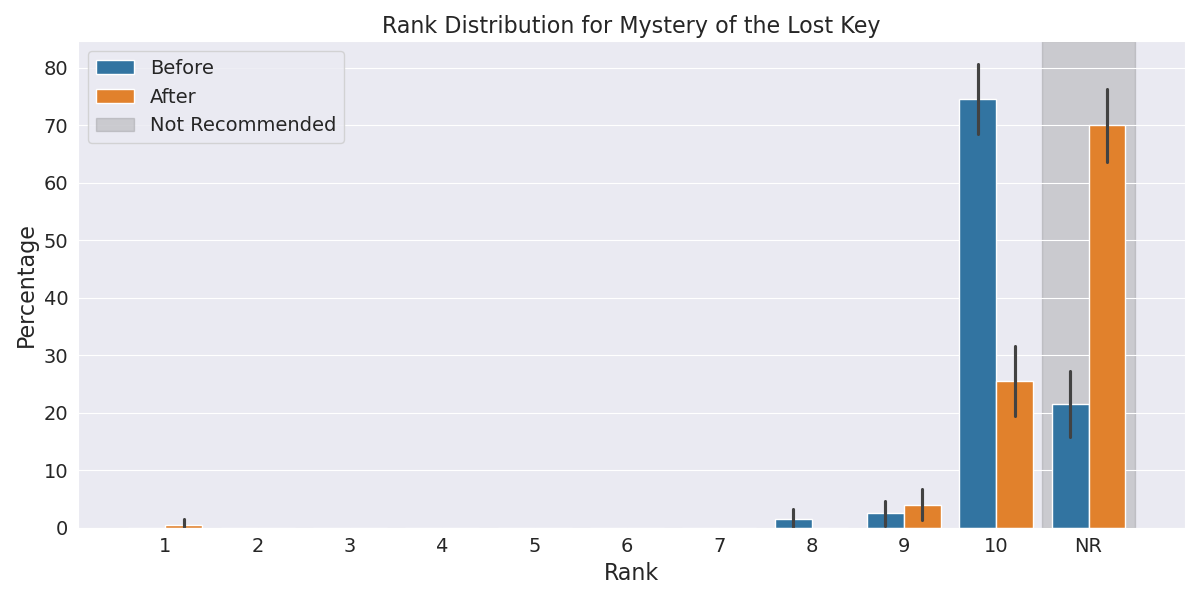 Rank Distribution for Mystery of the Lost Key
Before
After
Not Recommended
Percentage
80
70
60
50
40
30
20
10
0
1 2 3 4 5 6 7 8 9 10 NR
Rank